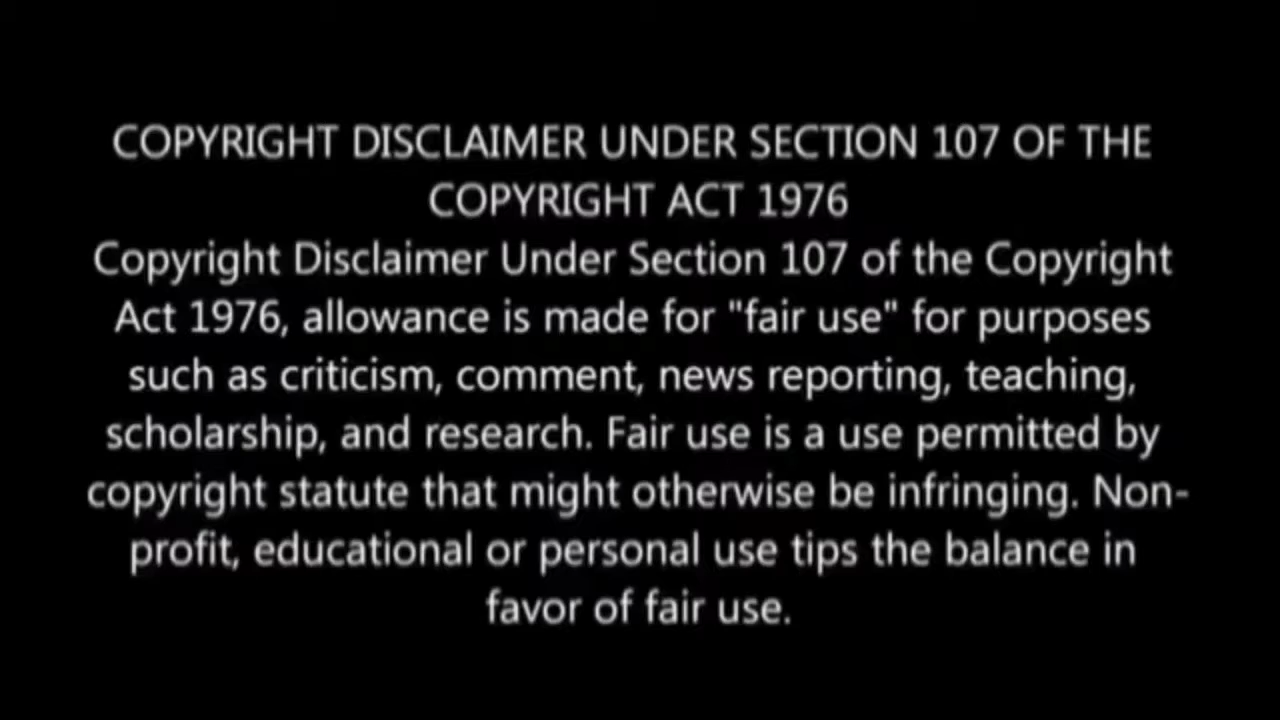 COPYRIGHT DISCLAIMER UNDER SECTION 107 OF THE
COPYRIGHT ACT 1976
Copyright Disclaimer Under Section 107 of the Copyright
Act 1976, allowance is made for "fair use" for purposes
such as criticism, comment, news reporting, teaching,
scholarship, and research. Fair use is a use permitted by
copyright statute that might otherwise be infringing. Non-
profit, educational or personal use tips the balance in
favor of fair use.